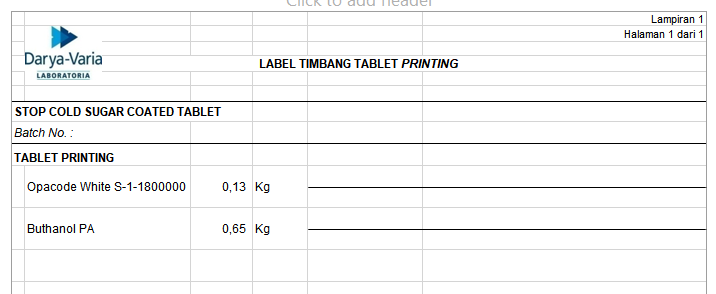 Click to add header
Lampiran 1
Halaman 1 dari 1
Darya-Varia
LABORATORIA
LABEL TIMBANG TABLET PRINTING
STOP COLD SUGAR COATED TABLET
Batch No. :
TABLET PRINTING
Opacode White S-1-1800000 0,13 Kg
Buthanol PA 0,65 Kg